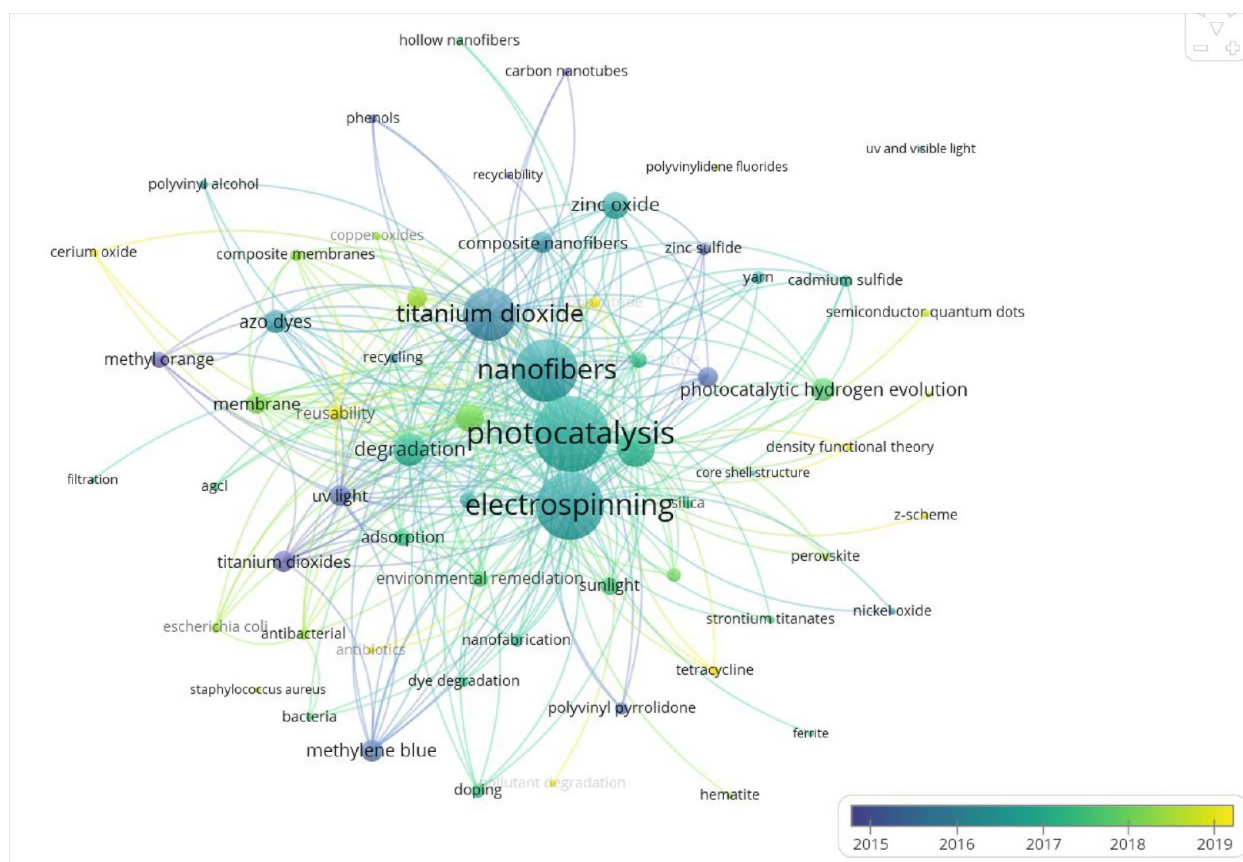 hollow nanofibers
carbon nanotubes
phenols
uv and visible light
polyvinylidene fluorides
recyclability
polyvinyl alcohol
zinc oxide
copper oxides
composite nanofibers
zinc sulfide
cerium oxide
composite membranes
yarn
cadmium sulfide
titanium dioxide
semiconductor quantum dots
azo dyes
methyl orange
recycling
nanofibers
photocatalytic hydrogen evolution
membrane
reusability
photocatalysis
degradation
density functional theory
filtration
agcl
core shell structure
uv light
electrospinning
silica
z-scheme
adsorption
titanium dioxides
perovskite
environmental remediation
sunlight
nickel oxide
escherichia coli
antibacterial
strontium titanates
nanofabrication
antibiotics
tetracycline
staphylococcus aureus
dye degradation
bacteria
polyvinyl pyrrolidone
ferrite
methylene blue
doping
pollutant degradation
hematite
2015 2016 2017 2018 2019